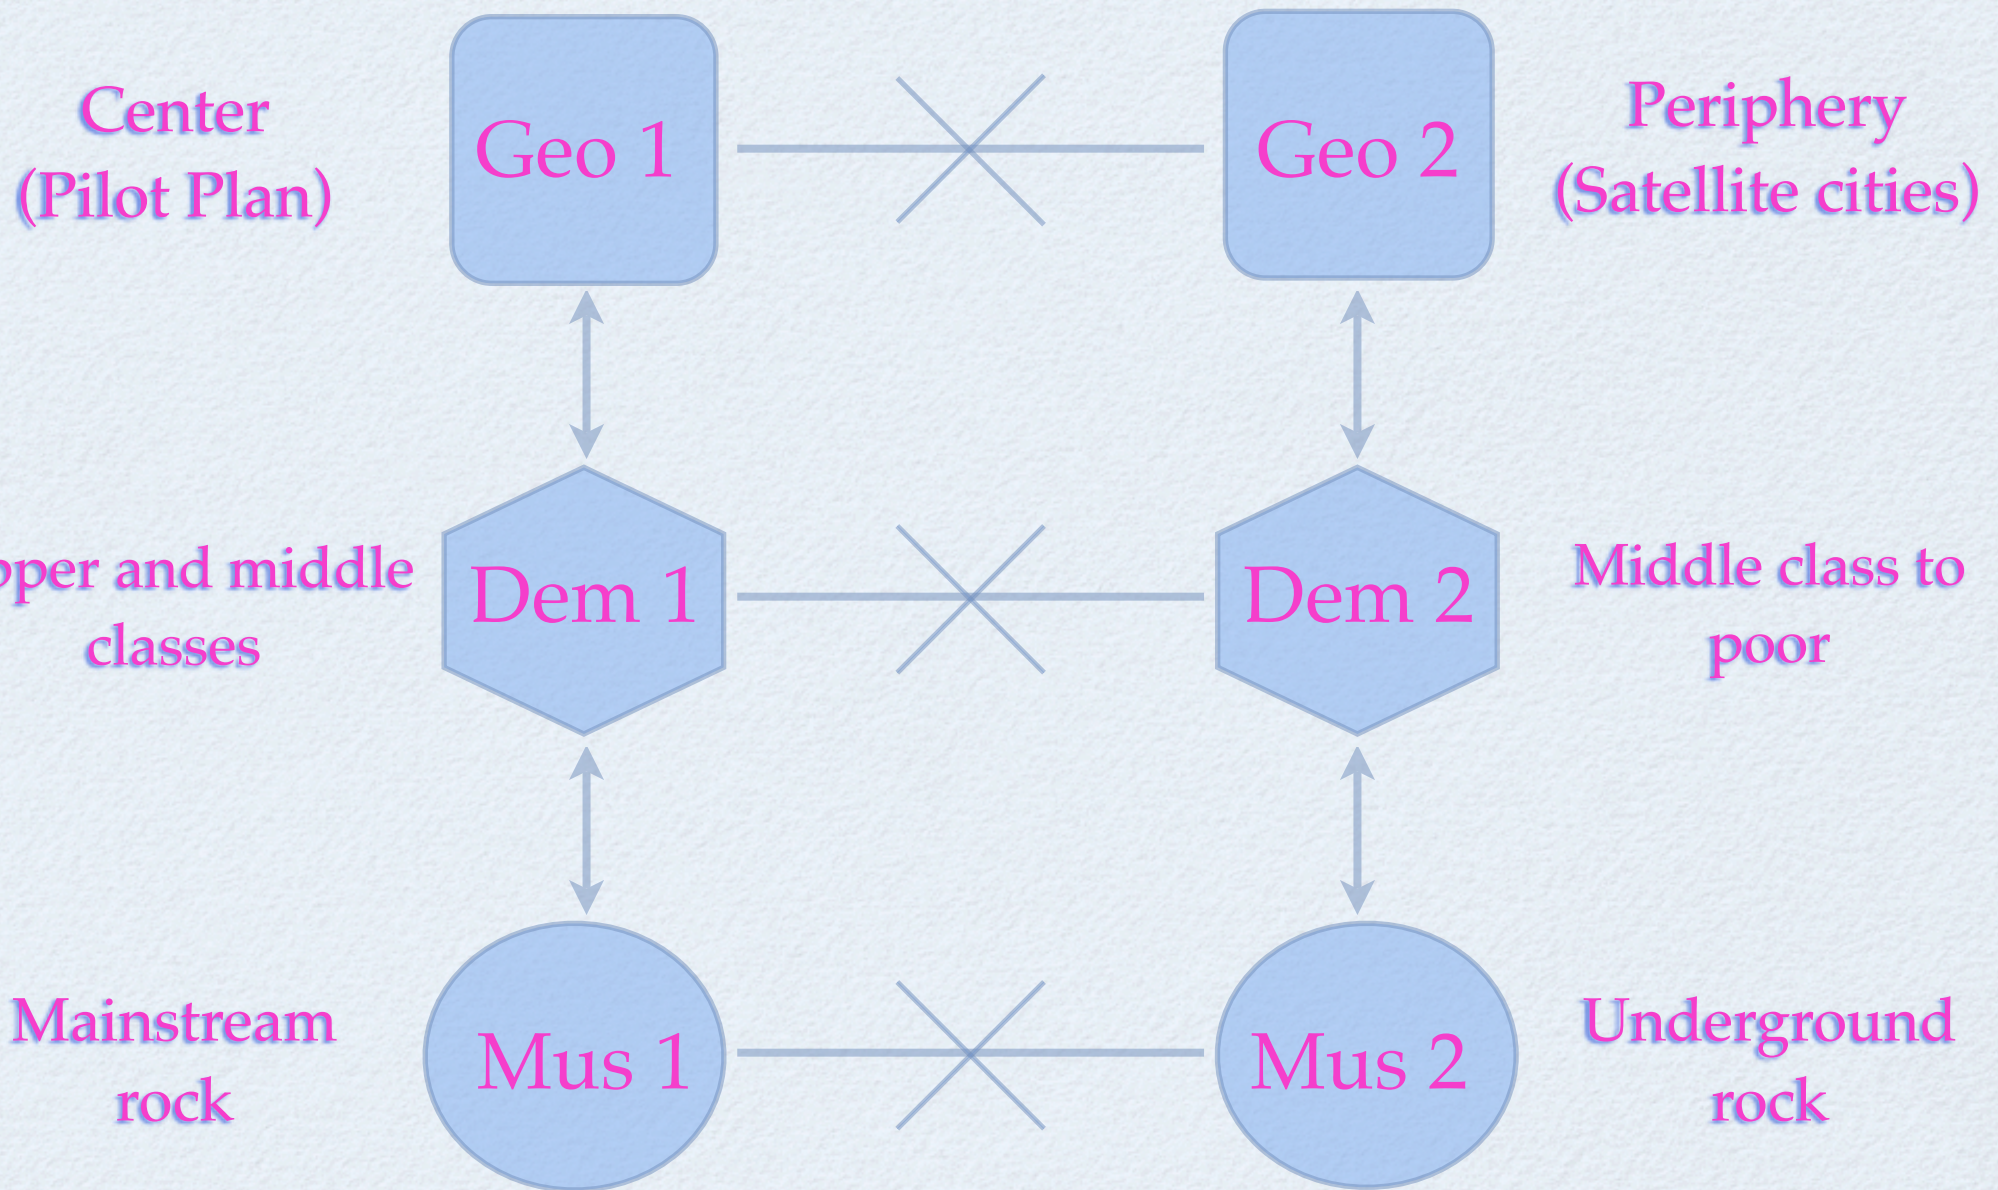 Center
(Pilot Plan)
Geo 1
Geo 2
Periphery
(Satellite cities)
pper and middle
classes
Dem 1
Dem 2
Middle class to
poor
Mainstream
rock
Mus 1
Mus 2
Underground
rock